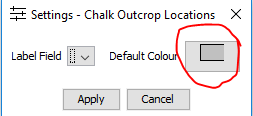 Settings - Chalk Outcrop Locations
Label Field Default Colour
Apply Cancel